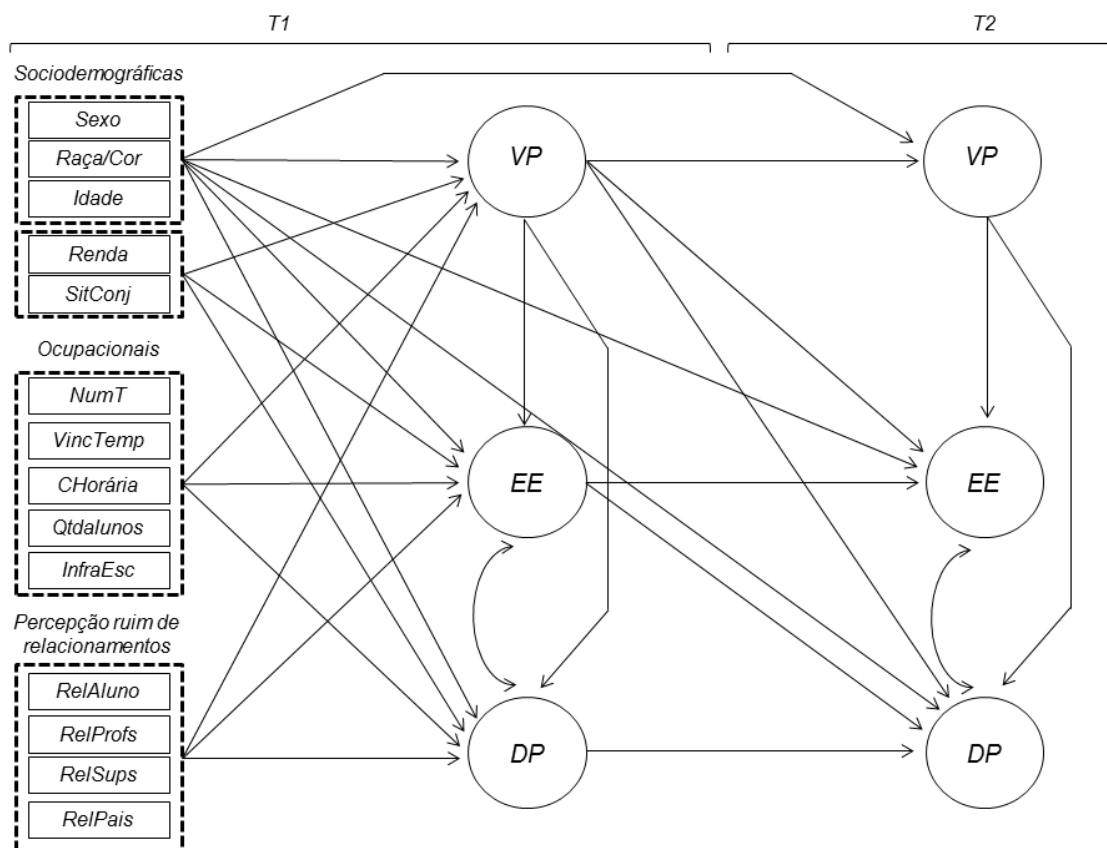 T1
T2
Sociodemográficas
Sexo
Raça/Cor
Idade
Renda
SitConj
Ocupacionais
NumT
VincTemp
CHorária
Qtdalunos
InfraEsc
Percepção ruim de
relacionamentos
RelAluno
RelProfs
RelSups
RelPais
VP
EE
DP
VP
EE
DP